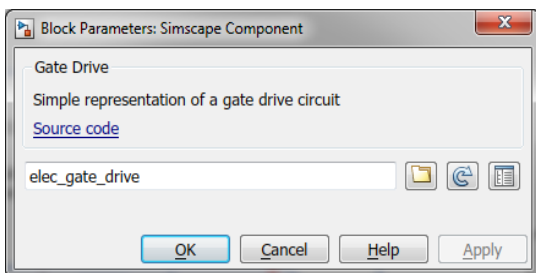 Block Parameters: Simscape Component
X
Gate Drive
Simple representation of a gate drive circuit
Source code
elec_gate_drive
OK Cancel Help Apply